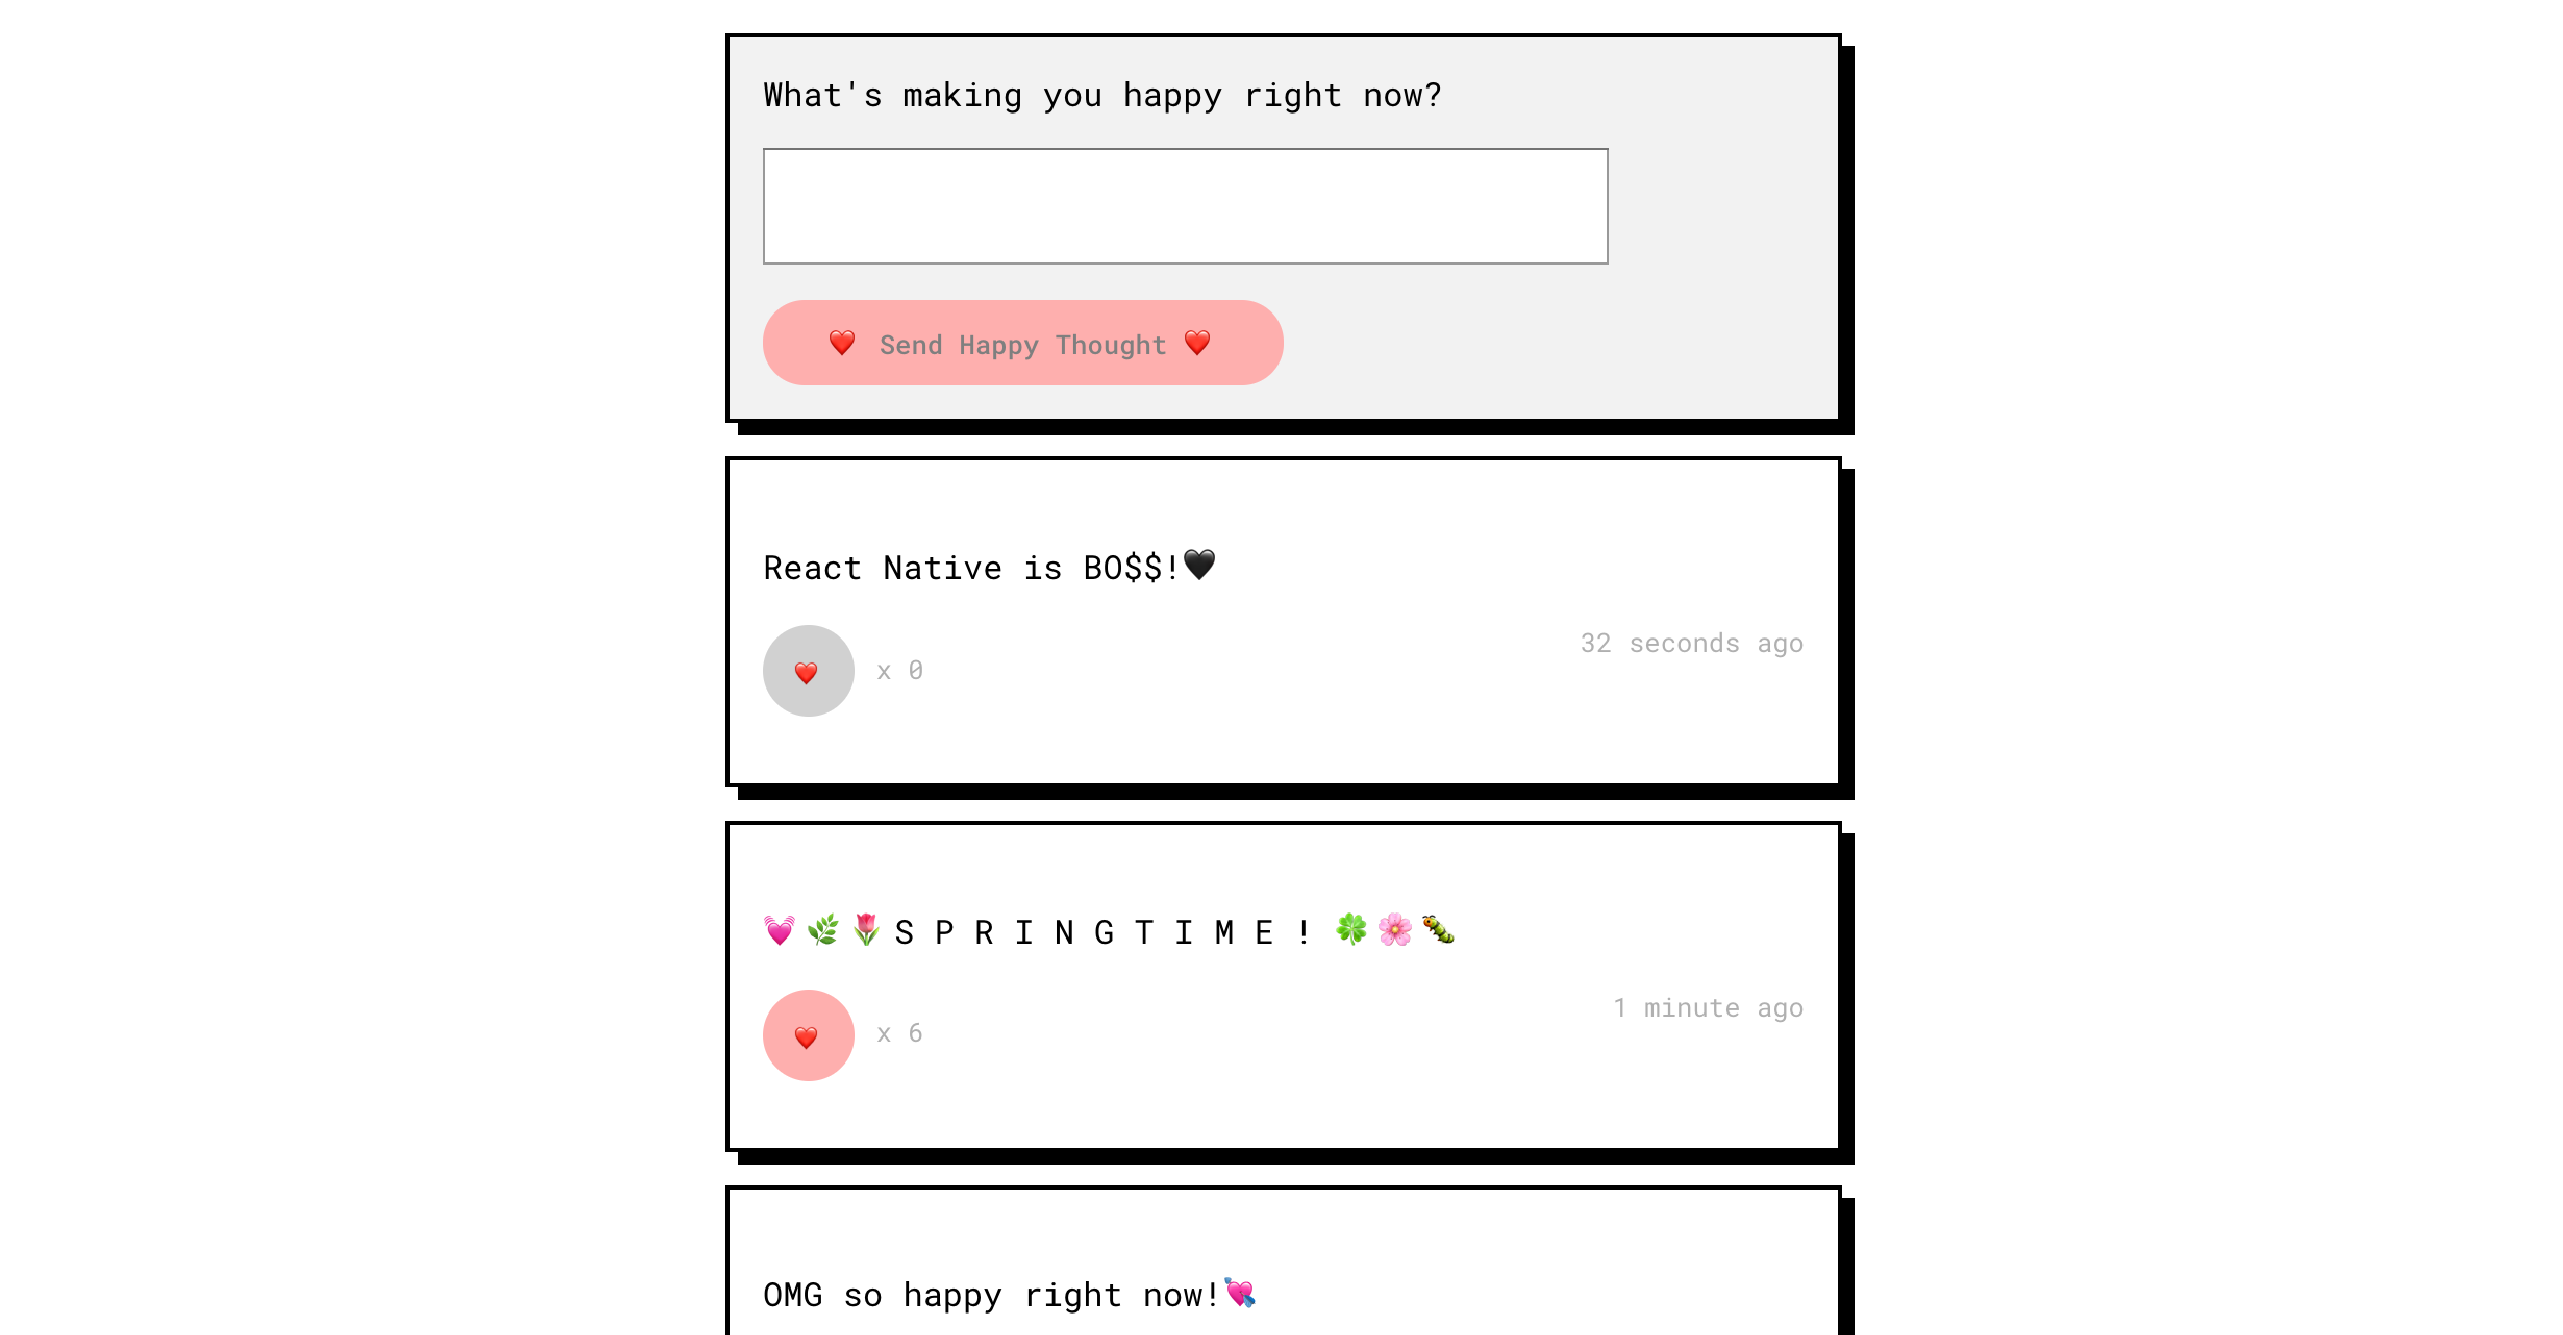 What's making you happy right now?
❤️ Send Happy Thought ❤️
React Native is BO$$!🖤
32 seconds ago
❤️ x 0
💓🌿🌷S P R I N G T I M E ! 🍀🌸🐛
1 minute ago
❤️ x 6
OMG so happy right now!💘